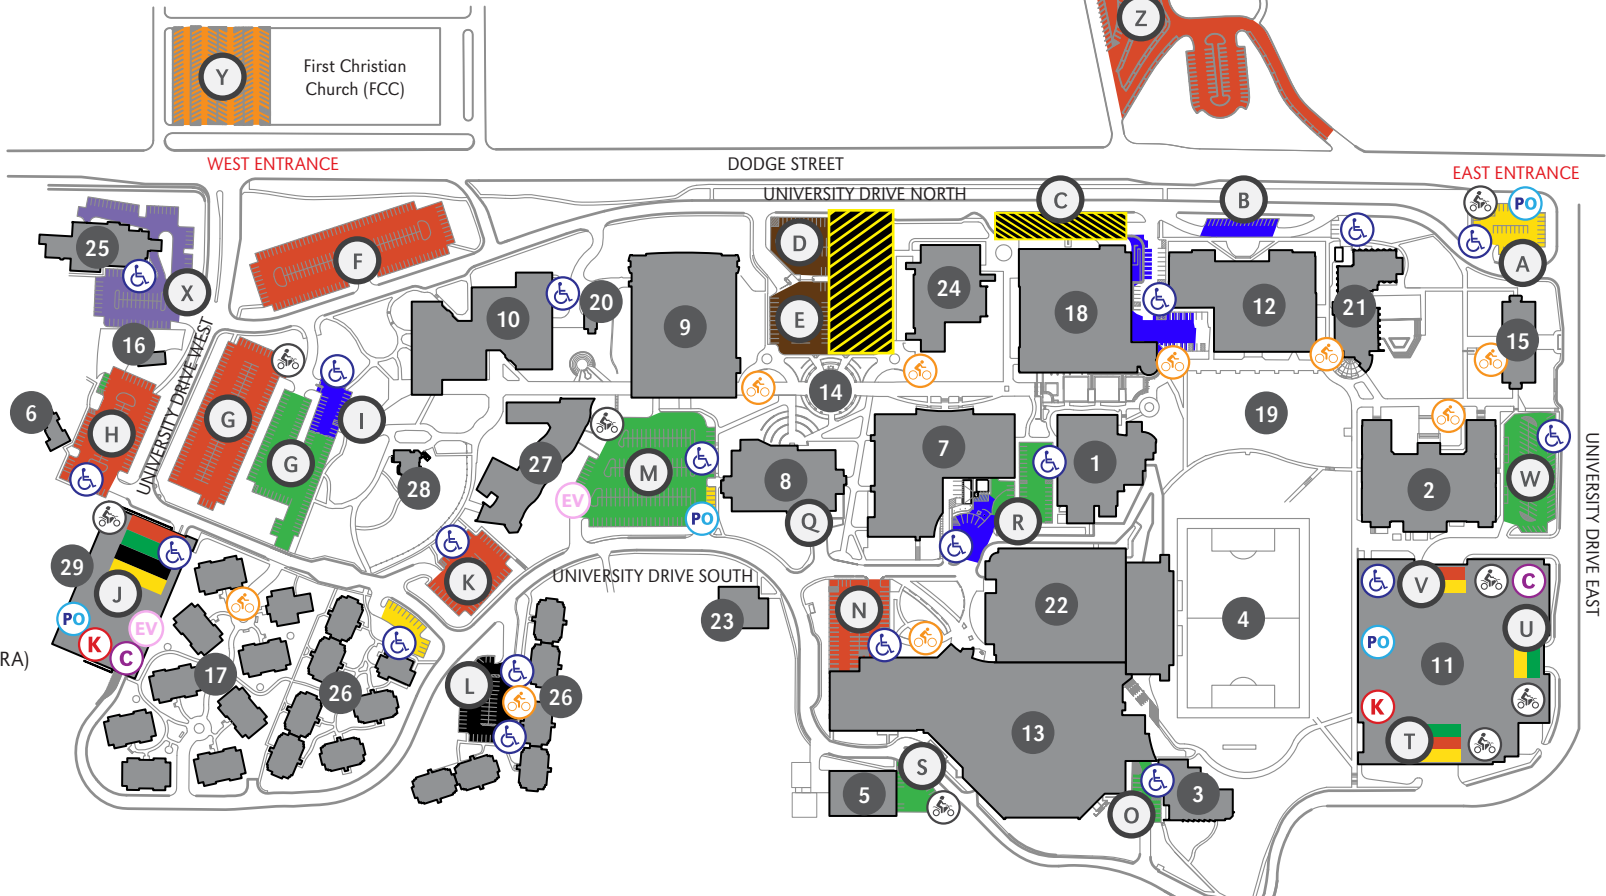 Z
Y
First Christian
Church (FCC)
WEST ENTRANCE
DODGE STREET
EAST ENTRANCE
UNIVERSITY DRIVE NORTH
C
B
PO
25
D
A
F
X
24
10
20
9
E
18
12
21
15
16
UNIVERSITY DRIVE WEST
14
6
H
G
I
19
G
27
M
7
1
28
8
2
W
UNIVERSITY DRIVE EAST
EV
PO
Q
R
29
J
K
UNIVERSITY DRIVE SOUTH
V
C
PO
EV
23
N
22
4
U
K
C
PO
RA)
17
26
L
26
11
K
13
T
S
5
3
O